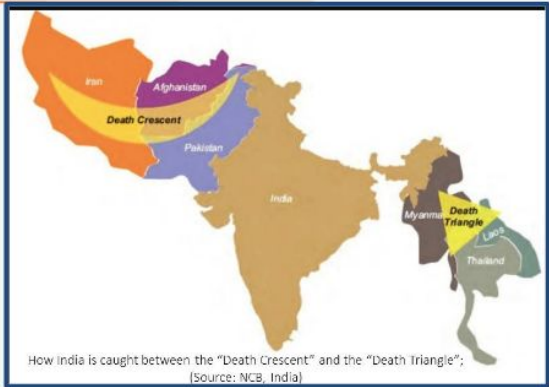 Iran
Afghanistan
Death Crescent
Pakistan
India
Myanma
Death
Triangle
Laos
Thailand
How India is caught between the "Death Crescent" and the "Death Triangle";
(Source: NCB, India)